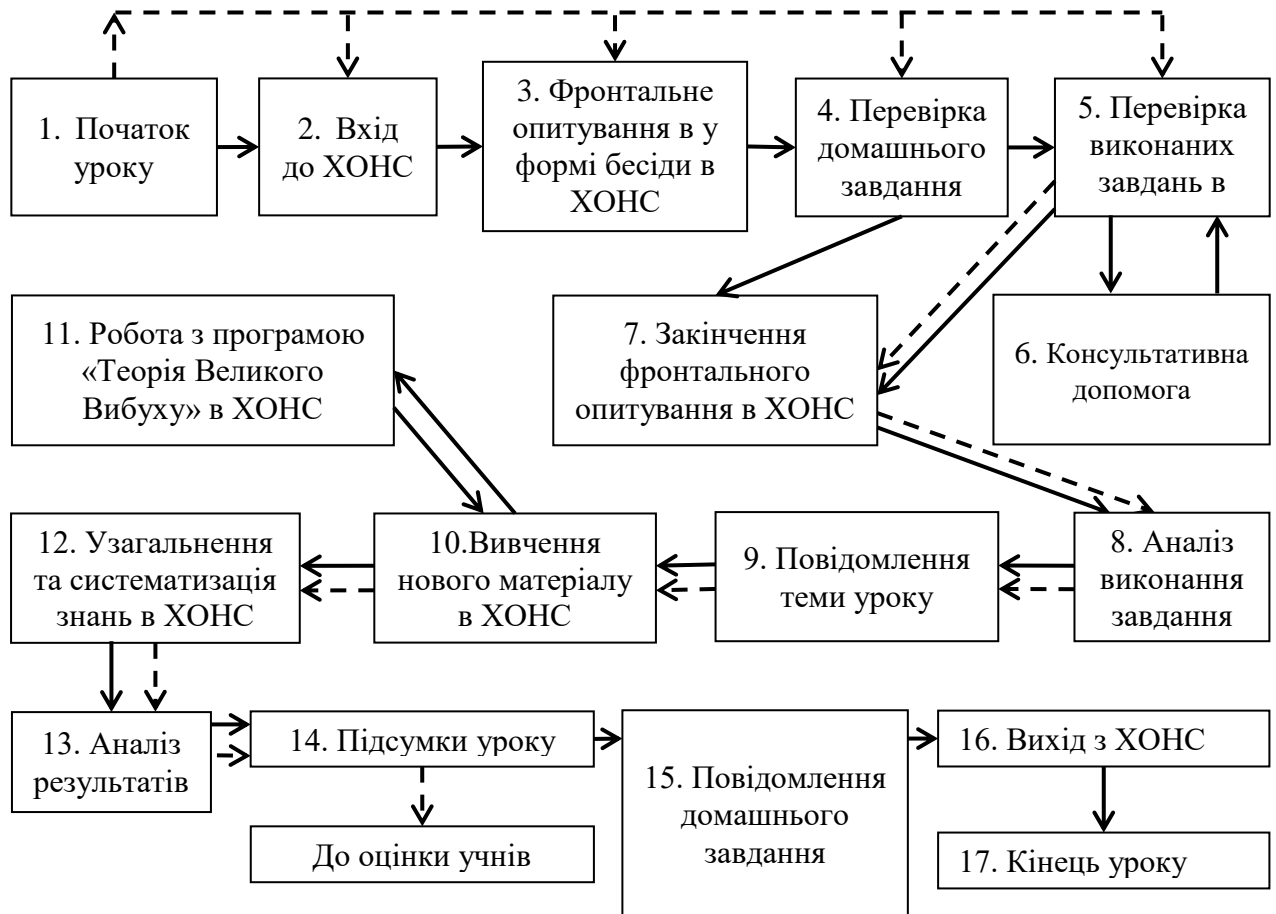 1. Початок
уроку
2. Вхід
до ХОНС
3. Фронтальне
опитування в у
формі бесіди в
ХОНС
4. Перевірка
домашнього
завдання
5. Перевірка
виконаних
завдань в
11. Робота з програмою
«Теорія Великого
Вибуху» в ХОНС
7. Закінчення
фронтального
опитування в ХОНС
6. Консультативна
допомога
12. Узагальнення
та систематизація
знань в ХОНС
10.Вивчення
нового матеріалу
в ХОНС
9. Повідомлення
теми уроку
8. Аналіз
виконання
завдання
13. Аналіз
результатів
14. Підсумки уроку
До оцінки учнів
15. Повідомлення
домашнього
завдання
16. Вихід з ХОНС
17. Кінець уроку